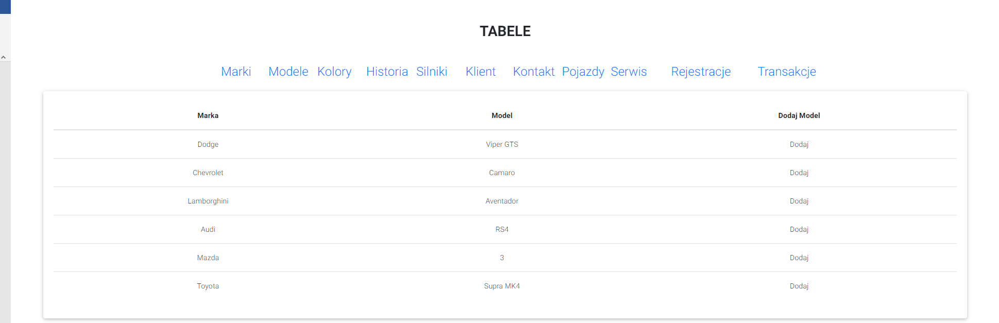 TABELE
Marki Modele Kolory Historia Silniki Klient Kontakt Pojazdy Serwis Rejestracje Transakcje
Marka Model Dodaj Model
Dodge Viper GTS Dodaj
Chevrolet Camaro Dodaj
Lamborghini Aventador Dodaj
Audi RS4 Dodaj
Mazda 3 Dodaj
Toyota Supra MK4 Dodaj